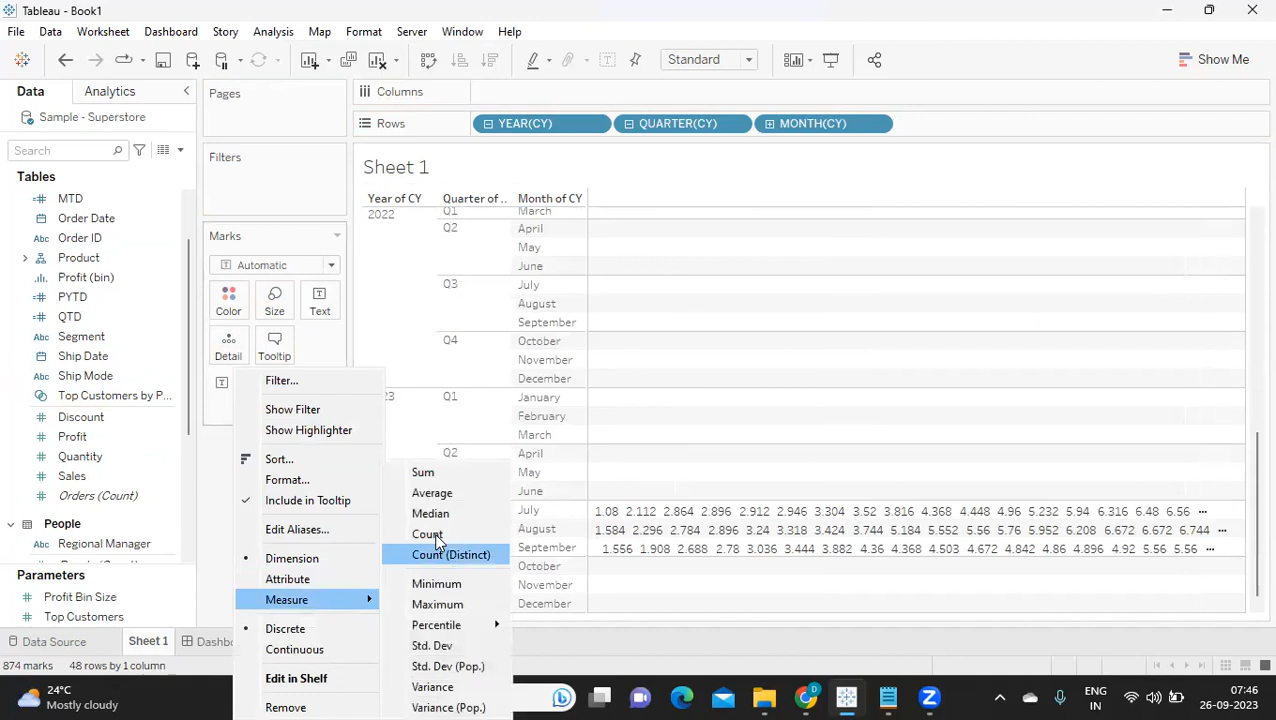 Tableau - Book1
File Data Worksheet Dashboard Story Analysis Map Format Server Window Help
Standard
Show Me
Data Analytics
Sample - Superstore
Search
Tables
MTD
Order Date
Order ID
Product
Profit (bin)
PYTD
QTD
Segment
Ship Date
Ship Mode
Top Customers by P...
Discount
Profit
Quantity
Sales
Orders (Count)
People
Regional Manager
Parameters
Profit Bin Size
Top Customers
Pages
Filters
Marks
Automatic
Color Size Text
Detail Tooltip
Filter...
Show Filter
Show Highlighter
Sort...
Format...
Include in Tooltip
Edit Aliases...
Dimension
Attribute
Measure
Discrete
Continuous
Edit in Shelf
Remove
Sum
Average
Median
Count
Count (Distinct)
Minimum
Maximum
Percentile
Std. Dev
Std. Dev (Pop.)
Variance
Variance (Pop.)
Columns
Rows YEAR(CY) QUARTER(CY) MONTH(CY)
Sheet 1
Year of CY Quarter of .. Month of CY
2022 Q1 March
Q2 April
May
June
Q3 July
August
September
Q4 October
November
December
23 Q1 January
February
March
Q2 April
May
June
July 1.08 2.112 2.864 2.896 2.912 2.946 3.304 3.52 3.816 4.368 4.448 4.96 5.232 5.94 6.318 6.48 6.56 ...
August 1.584 2.296 2.784 2.896 3.24 3.318 3.424 3.744 5.184 5.552 5.56 5.76 5.952 6.208 6.632 6.672 6.744 ...
September 1.556 1.908 2.688 2.78 3.036 3.444 3.882 4.36 4.368 4.503 4.672 4.842 4.86 4.896 4.92 5.56 5.59 ...
October
November
December
Data Source Sheet 1 Dashbo
874 marks 48 rows by 1 column
24°C
Mostly cloudy
ENG
IN
07:46